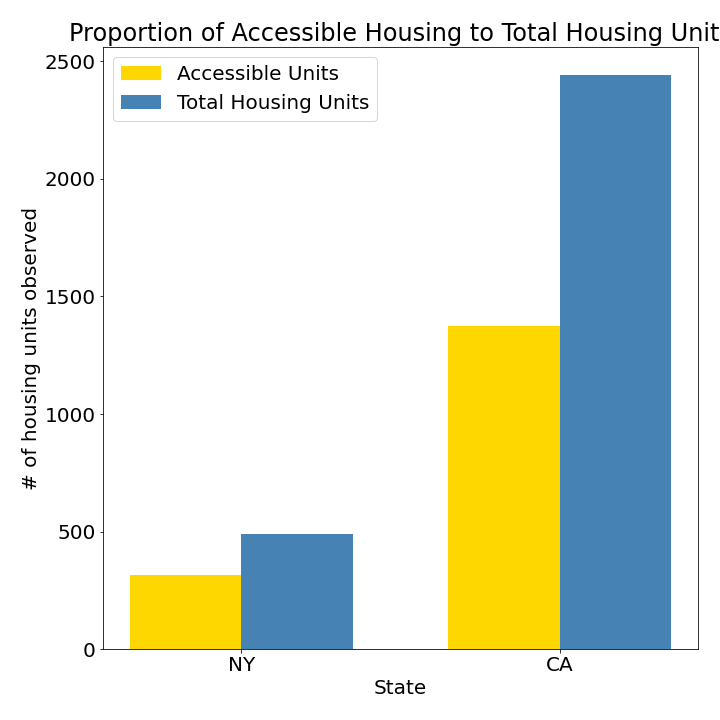 Proportion of Accessible Housing to Total Housing Unit
Accessible Units
Total Housing Units
# of housing units observed
2500
2000
1500
1000
500
0
NY
CA
State